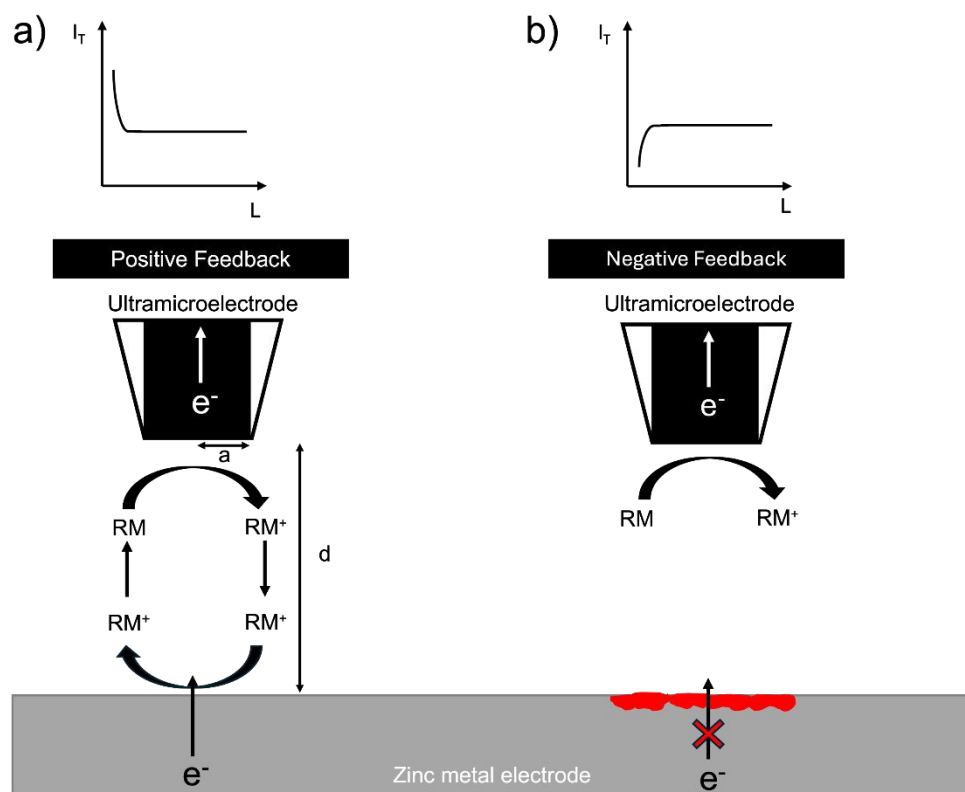 a)
I_T
L
Positive Feedback
Ultramicroelectrode
e⁻
a
RM
RM⁺
d
RM⁺
RM⁺
e⁻
b)
I_T
L
Negative Feedback
Ultramicroelectrode
e⁻
RM
RM⁺
Zinc metal electrode
e⁻